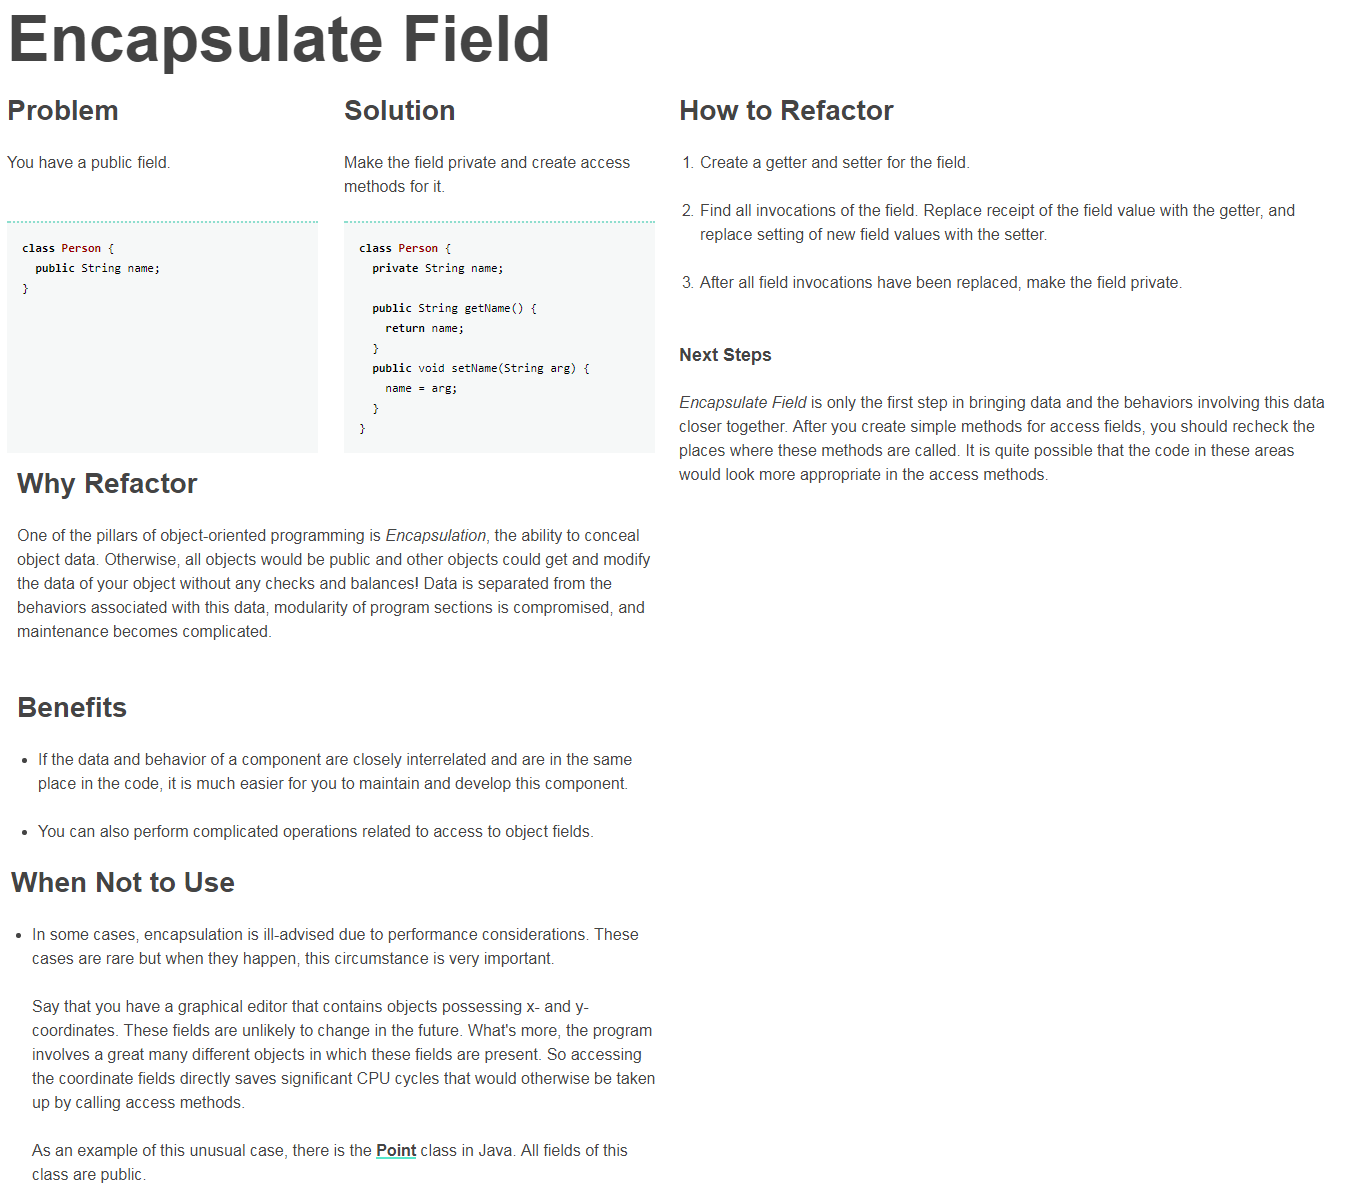 Encapsulate Field
Problem
You have a public field.
class Person {
  public String name;
}
Solution
Make the field private and create access
methods for it.
class Person {
  private String name;

  public String getName() {
    return name;
  }
  public void setName(String arg) {
    name = arg;
  }
}
Why Refactor
One of the pillars of object-oriented programming is Encapsulation, the ability to conceal
object data. Otherwise, all objects would be public and other objects could get and modify
the data of your object without any checks and balances! Data is separated from the
behaviors associated with this data, modularity of program sections is compromised, and
maintenance becomes complicated.
Benefits
• If the data and behavior of a component are closely interrelated and are in the same
place in the code, it is much easier for you to maintain and develop this component.
• You can also perform complicated operations related to access to object fields.
When Not to Use
• In some cases, encapsulation is ill-advised due to performance considerations. These
cases are rare but when they happen, this circumstance is very important.
Say that you have a graphical editor that contains objects possessing x- and y-
coordinates. These fields are unlikely to change in the future. What's more, the program
involves a great many different objects in which these fields are present. So accessing
the coordinate fields directly saves significant CPU cycles that would otherwise be taken
up by calling access methods.
As an example of this unusual case, there is the Point class in Java. All fields of this
class are public.
How to Refactor
1. Create a getter and setter for the field.
2. Find all invocations of the field. Replace receipt of the field value with the getter, and
replace setting of new field values with the setter.
3. After all field invocations have been replaced, make the field private.
Next Steps
Encapsulate Field is only the first step in bringing data and the behaviors involving this data
closer together. After you create simple methods for access fields, you should recheck the
places where these methods are called. It is quite possible that the code in these areas
would look more appropriate in the access methods.